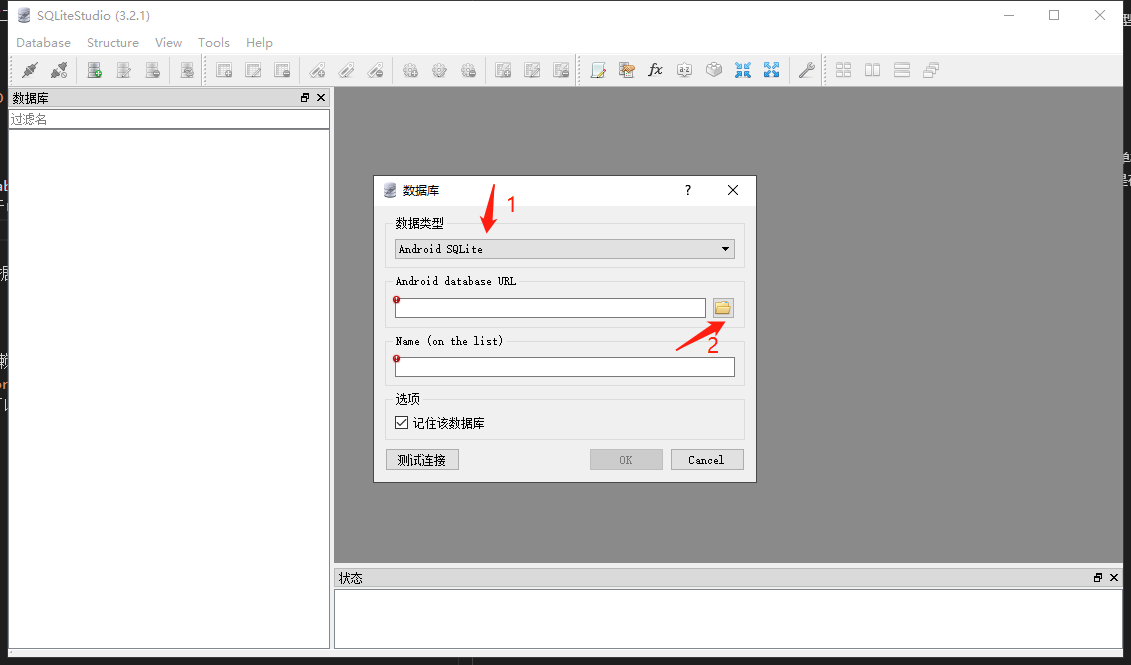 SQLiteStudio (3.2.1)
Database Structure View Tools Help
数据库
过滤名
数据库
1
数据类型
Android SQLite
Android database URL
2
Name (on the list)
选项
记住该数据库
测试连接 OK Cancel
状态